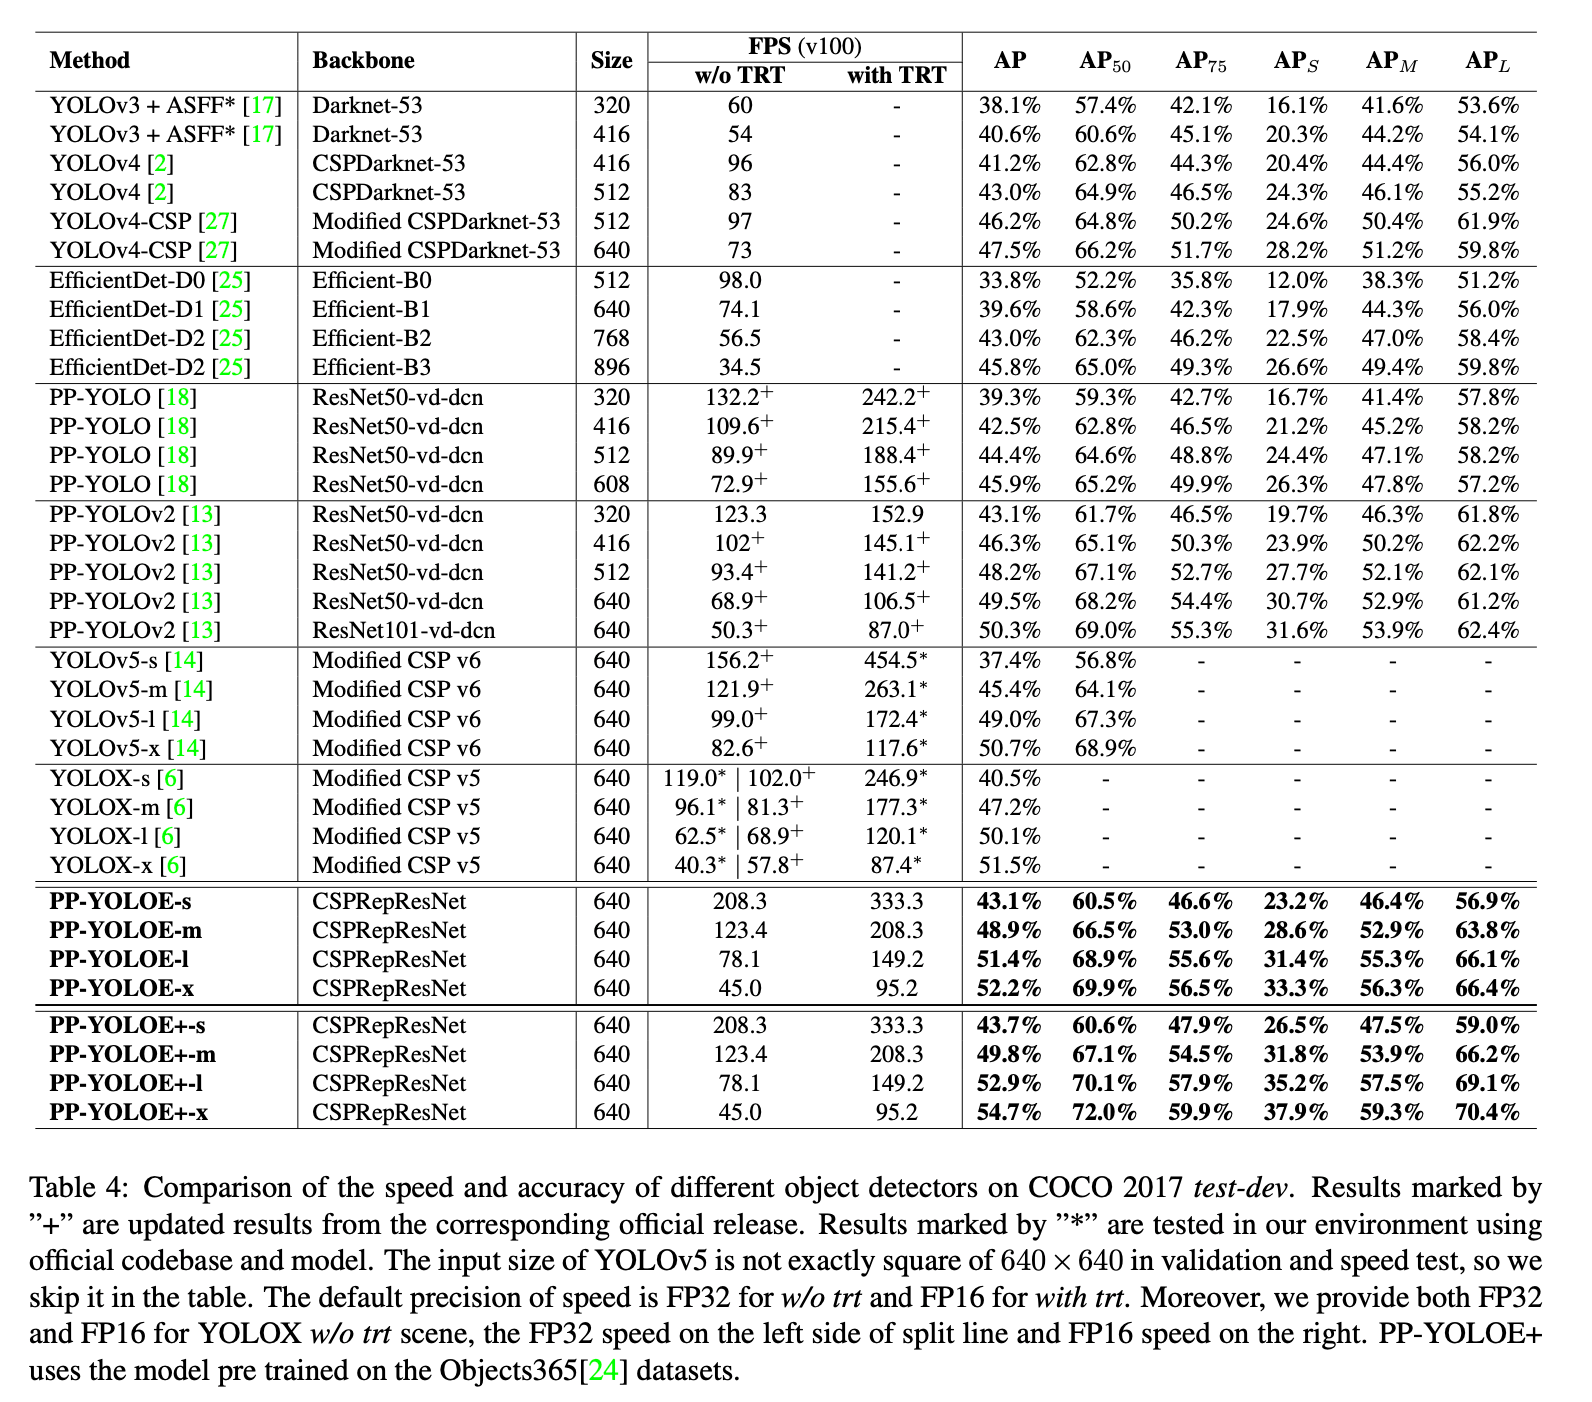 Method Backbone Size FPS (v100) AP AP50 AP75 APS APM APL
w/o TRT with TRT
YOLOv3 + ASFF* [17] Darknet-53 320 60 - 38.1% 57.4% 42.1% 16.1% 41.6% 53.6%
YOLOv3 + ASFF* [17] Darknet-53 416 54 - 40.6% 60.6% 45.1% 20.3% 44.2% 54.1%
YOLOv4 [2] CSPDarknet-53 416 96 - 41.2% 62.8% 44.3% 20.4% 44.4% 56.0%
YOLOv4 [2] CSPDarknet-53 512 83 - 43.0% 64.9% 46.5% 24.3% 46.1% 55.2%
YOLOv4-CSP [27] Modified CSPDarknet-53 512 97 - 46.2% 64.8% 50.2% 24.6% 50.4% 61.9%
YOLOv4-CSP [27] Modified CSPDarknet-53 640 73 - 47.5% 66.2% 51.7% 28.2% 51.2% 59.8%
EfficientDet-D0 [25] Efficient-B0 512 98.0 - 33.8% 52.2% 35.8% 12.0% 38.3% 51.2%
EfficientDet-D1 [25] Efficient-B1 640 74.1 - 39.6% 58.6% 42.3% 17.9% 44.3% 56.0%
EfficientDet-D2 [25] Efficient-B2 768 56.5 - 43.0% 62.3% 46.2% 22.5% 47.0% 58.4%
EfficientDet-D2 [25] Efficient-B3 896 34.5 - 45.8% 65.0% 49.3% 26.6% 49.4% 59.8%
PP-YOLO [18] ResNet50-vd-dcn 320 132.2+ 242.2+ 39.3% 59.3% 42.7% 16.7% 41.4% 57.8%
PP-YOLO [18] ResNet50-vd-dcn 416 109.6+ 215.4+ 42.5% 62.8% 46.5% 21.2% 45.2% 58.2%
PP-YOLO [18] ResNet50-vd-dcn 512 89.9+ 188.4+ 44.4% 64.6% 48.8% 24.4% 47.1% 58.2%
PP-YOLO [18] ResNet50-vd-dcn 608 72.9+ 155.6+ 45.9% 65.2% 49.9% 26.3% 47.8% 57.2%
PP-YOLOv2 [13] ResNet50-vd-dcn 320 123.3 152.9 43.1% 61.7% 46.5% 19.7% 46.3% 61.8%
PP-YOLOv2 [13] ResNet50-vd-dcn 416 102+ 145.1+ 46.3% 65.1% 50.3% 23.9% 50.2% 62.2%
PP-YOLOv2 [13] ResNet50-vd-dcn 512 93.4+ 141.2+ 48.2% 67.1% 52.7% 27.7% 52.1% 62.1%
PP-YOLOv2 [13] ResNet50-vd-dcn 640 68.9+ 106.5+ 49.5% 68.2% 54.4% 30.7% 52.9% 61.2%
PP-YOLOv2 [13] ResNet101-vd-dcn 640 50.3+ 87.0+ 50.3% 69.0% 55.3% 31.6% 53.9% 62.4%
YOLOv5-s [14] Modified CSP v6 640 156.2+ 454.5* 37.4% 56.8% - - - -
YOLOv5-m [14] Modified CSP v6 640 121.9+ 263.1* 45.4% 64.1% - - - -
YOLOv5-l [14] Modified CSP v6 640 99.0+ 172.4* 49.0% 67.3% - - - -
YOLOv5-x [14] Modified CSP v6 640 82.6+ 117.6* 50.7% 68.9% - - - -
YOLOX-s [6] Modified CSP v5 640 119.0* | 102.0+ 246.9* 40.5% - - - - -
YOLOX-m [6] Modified CSP v5 640 96.1* | 81.3+ 177.3* 47.2% - - - - -
YOLOX-l [6] Modified CSP v5 640 62.5* | 68.9+ 120.1* 50.1% - - - - -
YOLOX-x [6] Modified CSP v5 640 40.3* | 57.8+ 87.4* 51.5% - - - - -
PP-YOLOE-s CSPRepResNet 640 208.3 333.3 43.1% 60.5% 46.6% 23.2% 46.4% 56.9%
PP-YOLOE-m CSPRepResNet 640 123.4 208.3 48.9% 66.5% 53.0% 28.6% 52.9% 63.8%
PP-YOLOE-l CSPRepResNet 640 78.1 149.2 51.4% 68.9% 55.6% 31.4% 55.3% 66.1%
PP-YOLOE-x CSPRepResNet 640 45.0 95.2 52.2% 69.9% 56.5% 33.3% 56.3% 66.4%
PP-YOLOE+-s CSPRepResNet 640 208.3 333.3 43.7% 60.6% 47.9% 26.5% 47.5% 59.0%
PP-YOLOE+-m CSPRepResNet 640 123.4 208.3 49.8% 67.1% 54.5% 31.8% 53.9% 66.2%
PP-YOLOE+-l CSPRepResNet 640 78.1 149.2 52.9% 70.1% 57.9% 35.2% 57.5% 69.1%
PP-YOLOE+-x CSPRepResNet 640 45.0 95.2 54.7% 72.0% 59.9% 37.9% 59.3% 70.4%
Table 4: Comparison of the speed and accuracy of different object detectors on COCO 2017 test-dev. Results marked by
”+” are updated results from the corresponding official release. Results marked by ”*” are tested in our environment using
official codebase and model. The input size of YOLOv5 is not exactly square of 640 × 640 in validation and speed test, so we
skip it in the table. The default precision of speed is FP32 for w/o trt and FP16 for with trt. Moreover, we provide both FP32
and FP16 for YOLOX w/o trt scene, the FP32 speed on the left side of split line and FP16 speed on the right. PP-YOLOE+
uses the model pre trained on the Objects365[24] datasets.